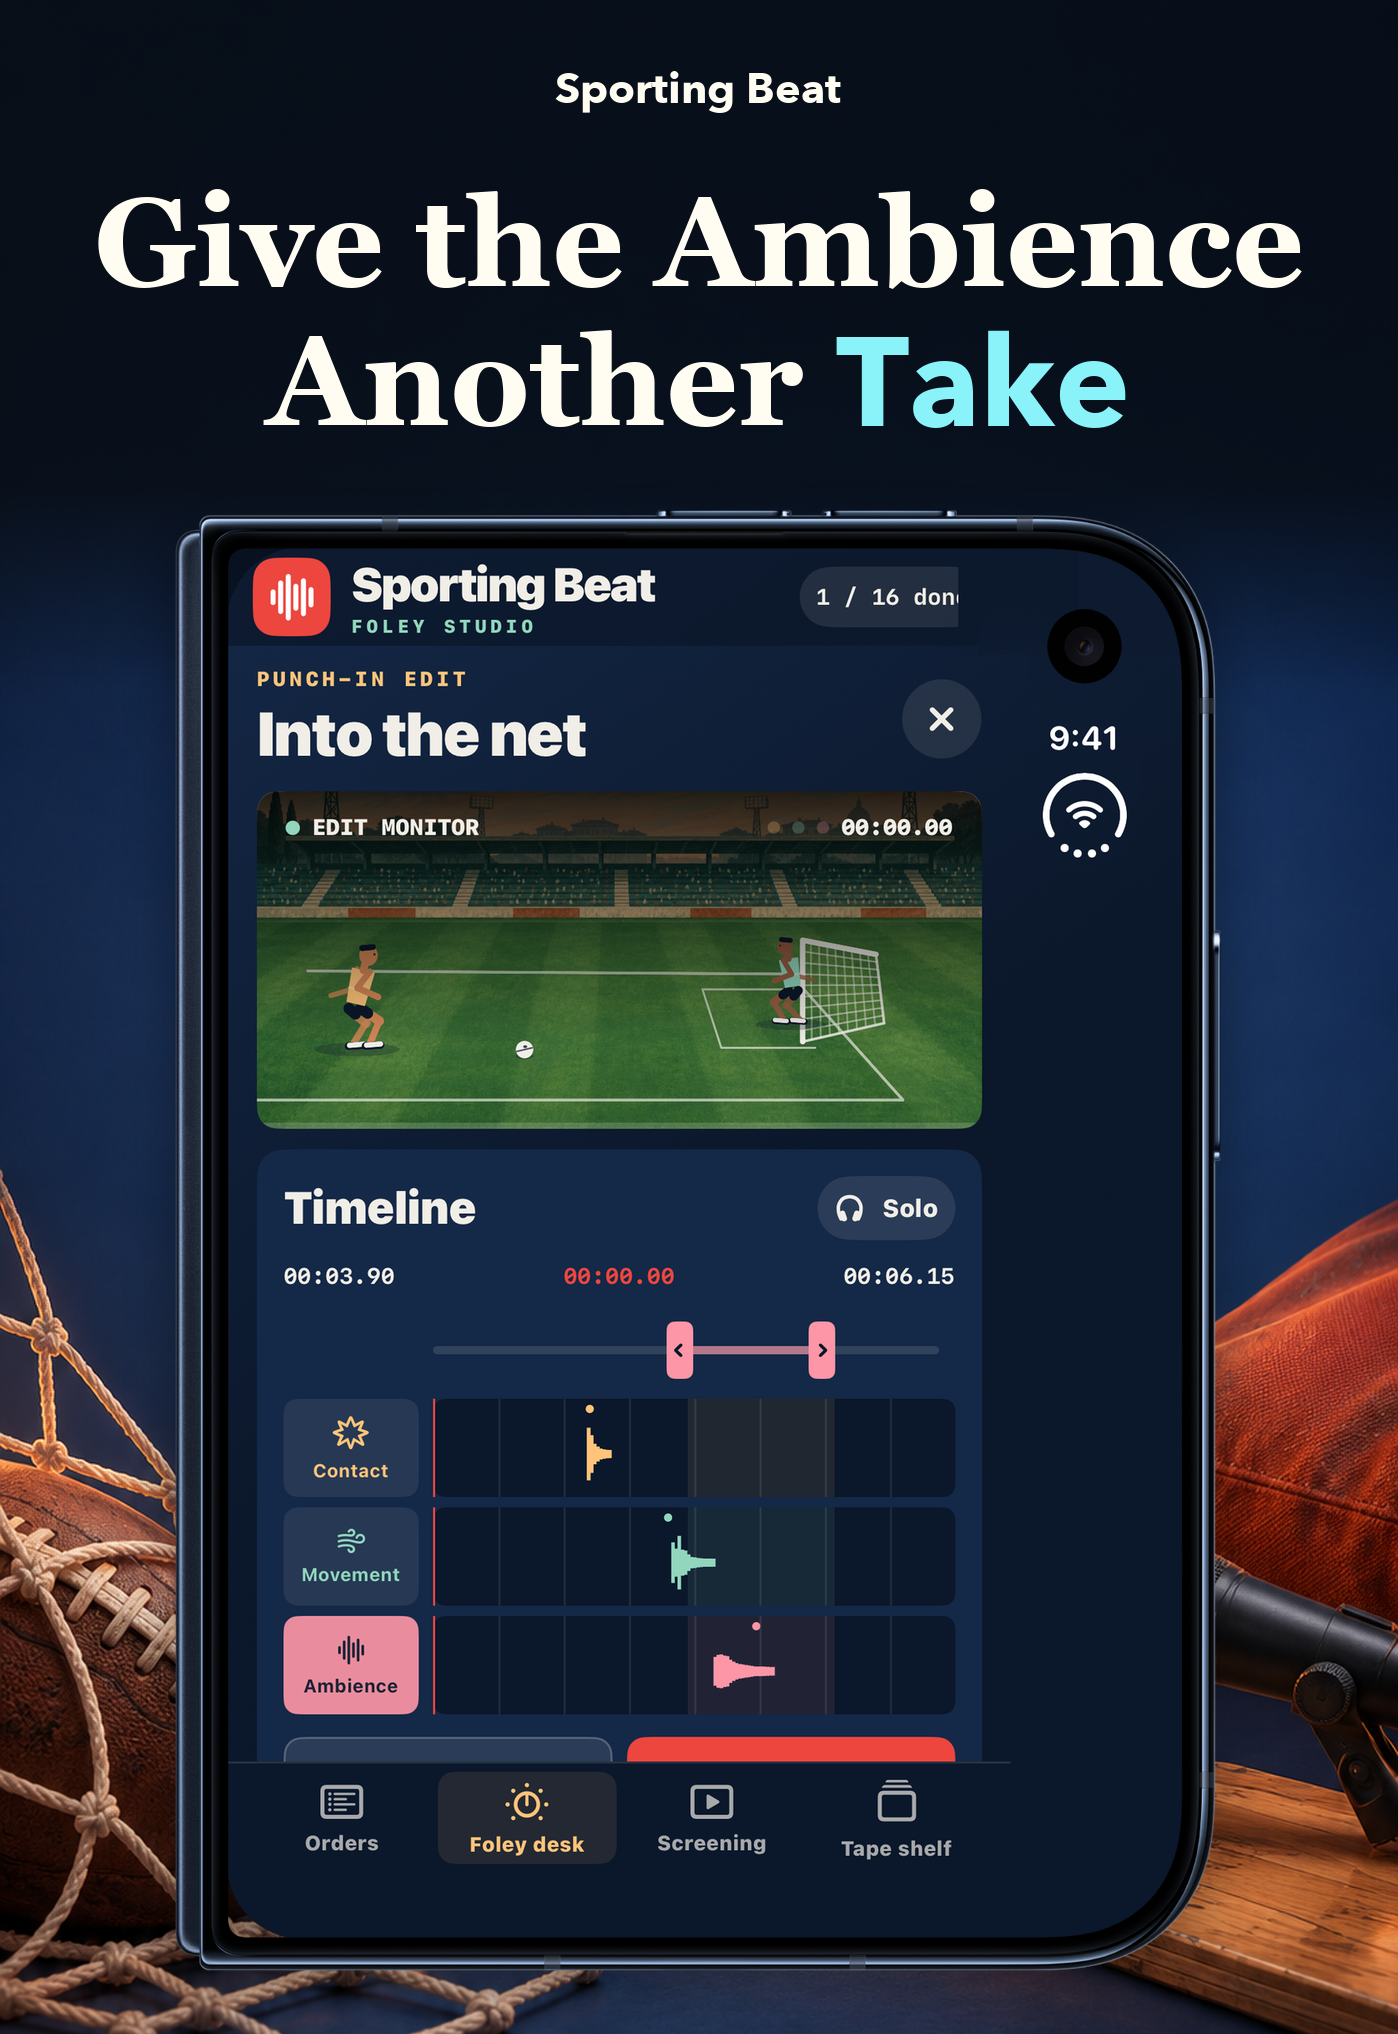 Sporting Beat
Give the Ambience
Another Take
Sporting Beat
FOLEY STUDIO
1 / 16
PUNCH-IN EDIT
Into the net
9:41
EDIT MONITOR
00:00.00
Timeline
Solo
00:03.90
00:00.00
00:06.15
Contact
Movement
Ambience
Orders
Foley desk
Screening
Tape shelf